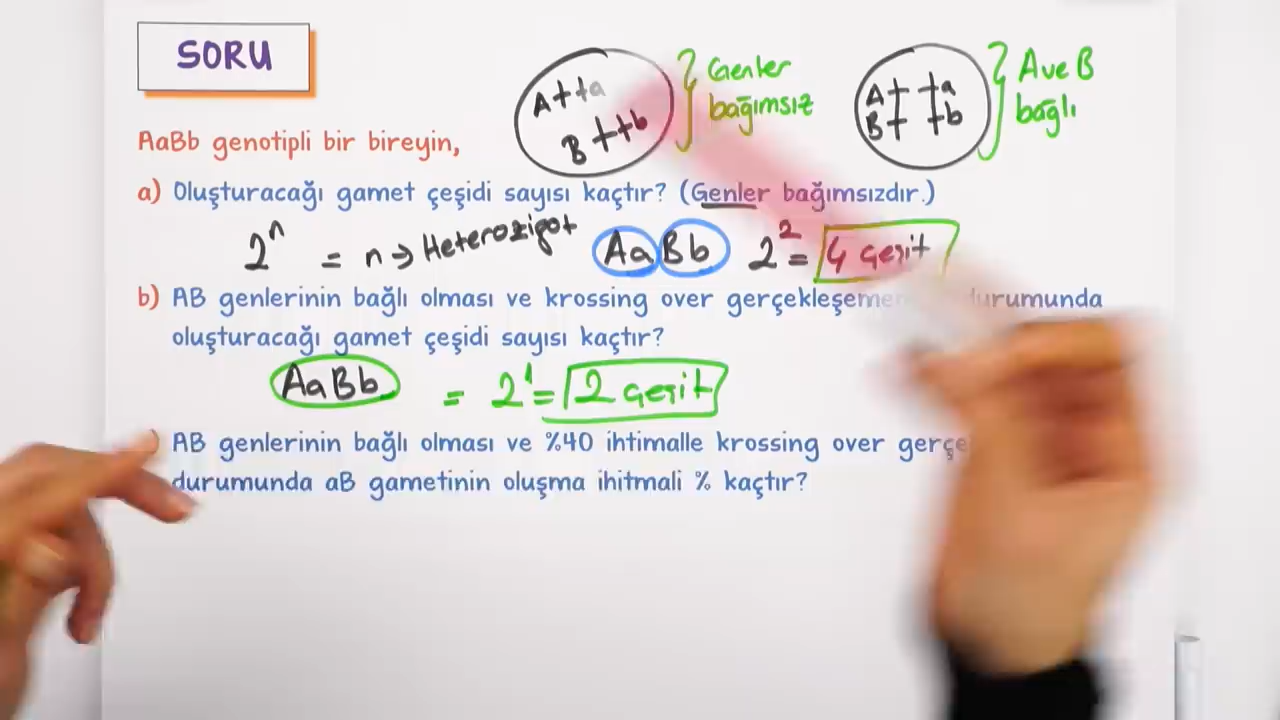 SORU
A a
B b
Genler
bağımsız
A a
B b
A ve B
bağlı
AaBb genotipli bir bireyin,
a) Oluşturacağı gamet çeşidi sayısı kaçtır? (Genler bağımsızdır.)
2ⁿ = n → Heterozigot AaBb 2² = 4 çeşit
b) AB genlerinin bağlı olması ve krossing over durumunda
oluşturacağı gamet çeşidi sayısı kaçtır?
AaBb = 2¹ = 2 çeşit
AB genlerinin bağlı olması ve %40 ihtimalle krossing over
durumunda aB gametinin oluşma ihitmali % kaçtır?